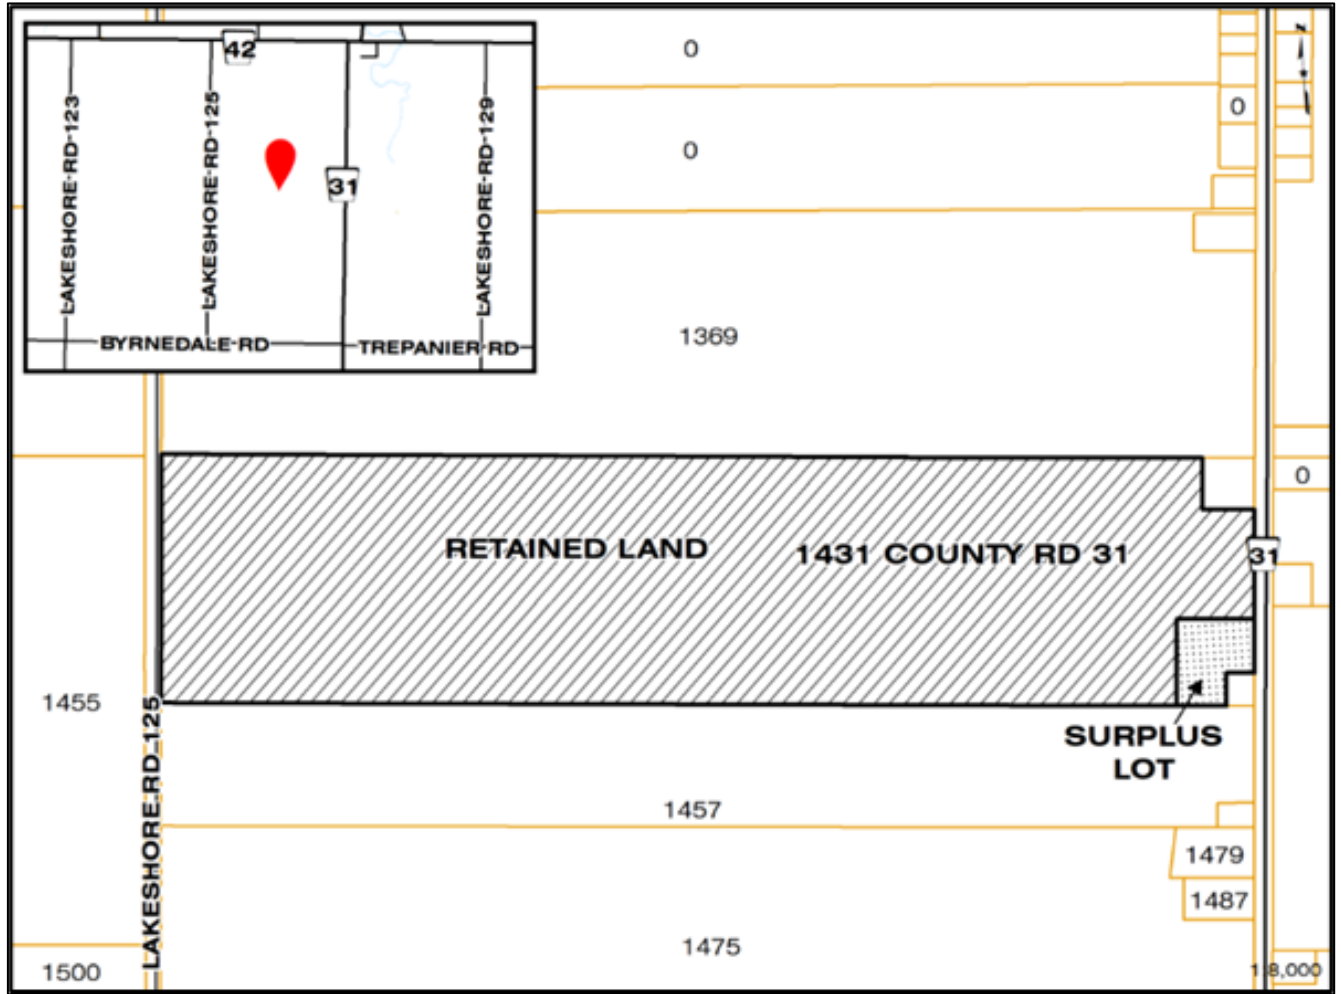 42
LAKESHORE RD 123
LAKESHORE RD 125
31
LAKESHORE RD 129
BYRNEDALE RD
TREPANIER RD
0
0
0
N
1369
0
RETAINED LAND
1431 COUNTY RD 31
31
1455
LAKESHORE RD 125
SURPLUS
LOT
1457
1479
1487
1475
1500
1:8,000